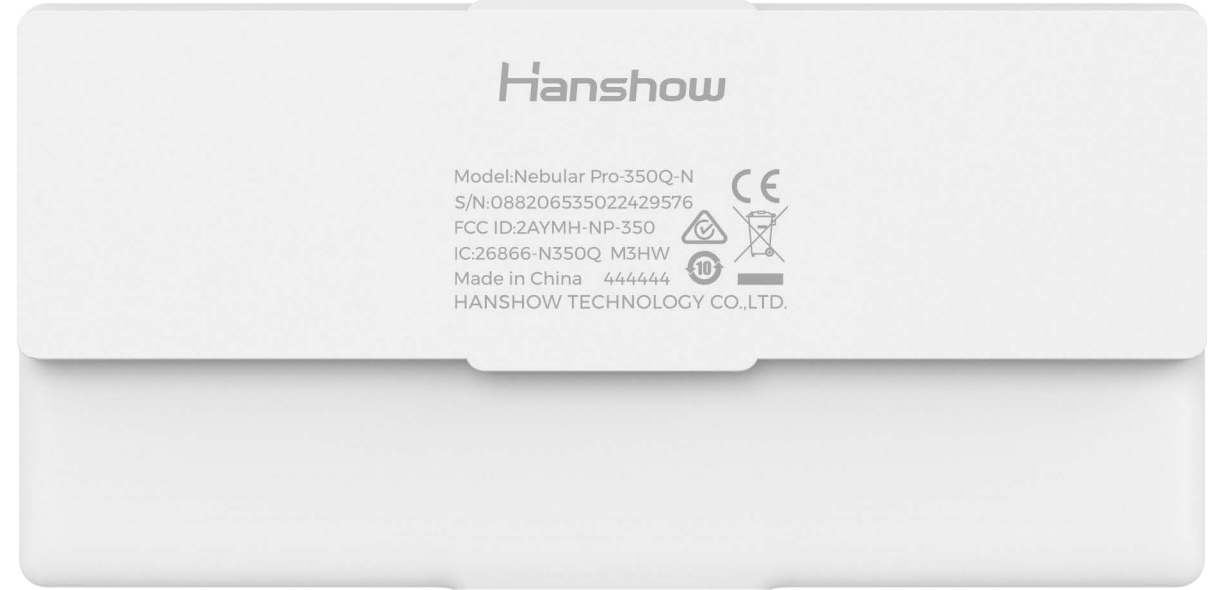 Hanshow
Model:Nebular Pro-350Q-N
S/N:088206535022429576
FCC ID:2AYMH-NP-350
IC:26866-N350Q M3HW
10
Made in China 444444
HANSHOW TECHNOLOGY CO.,LTD.